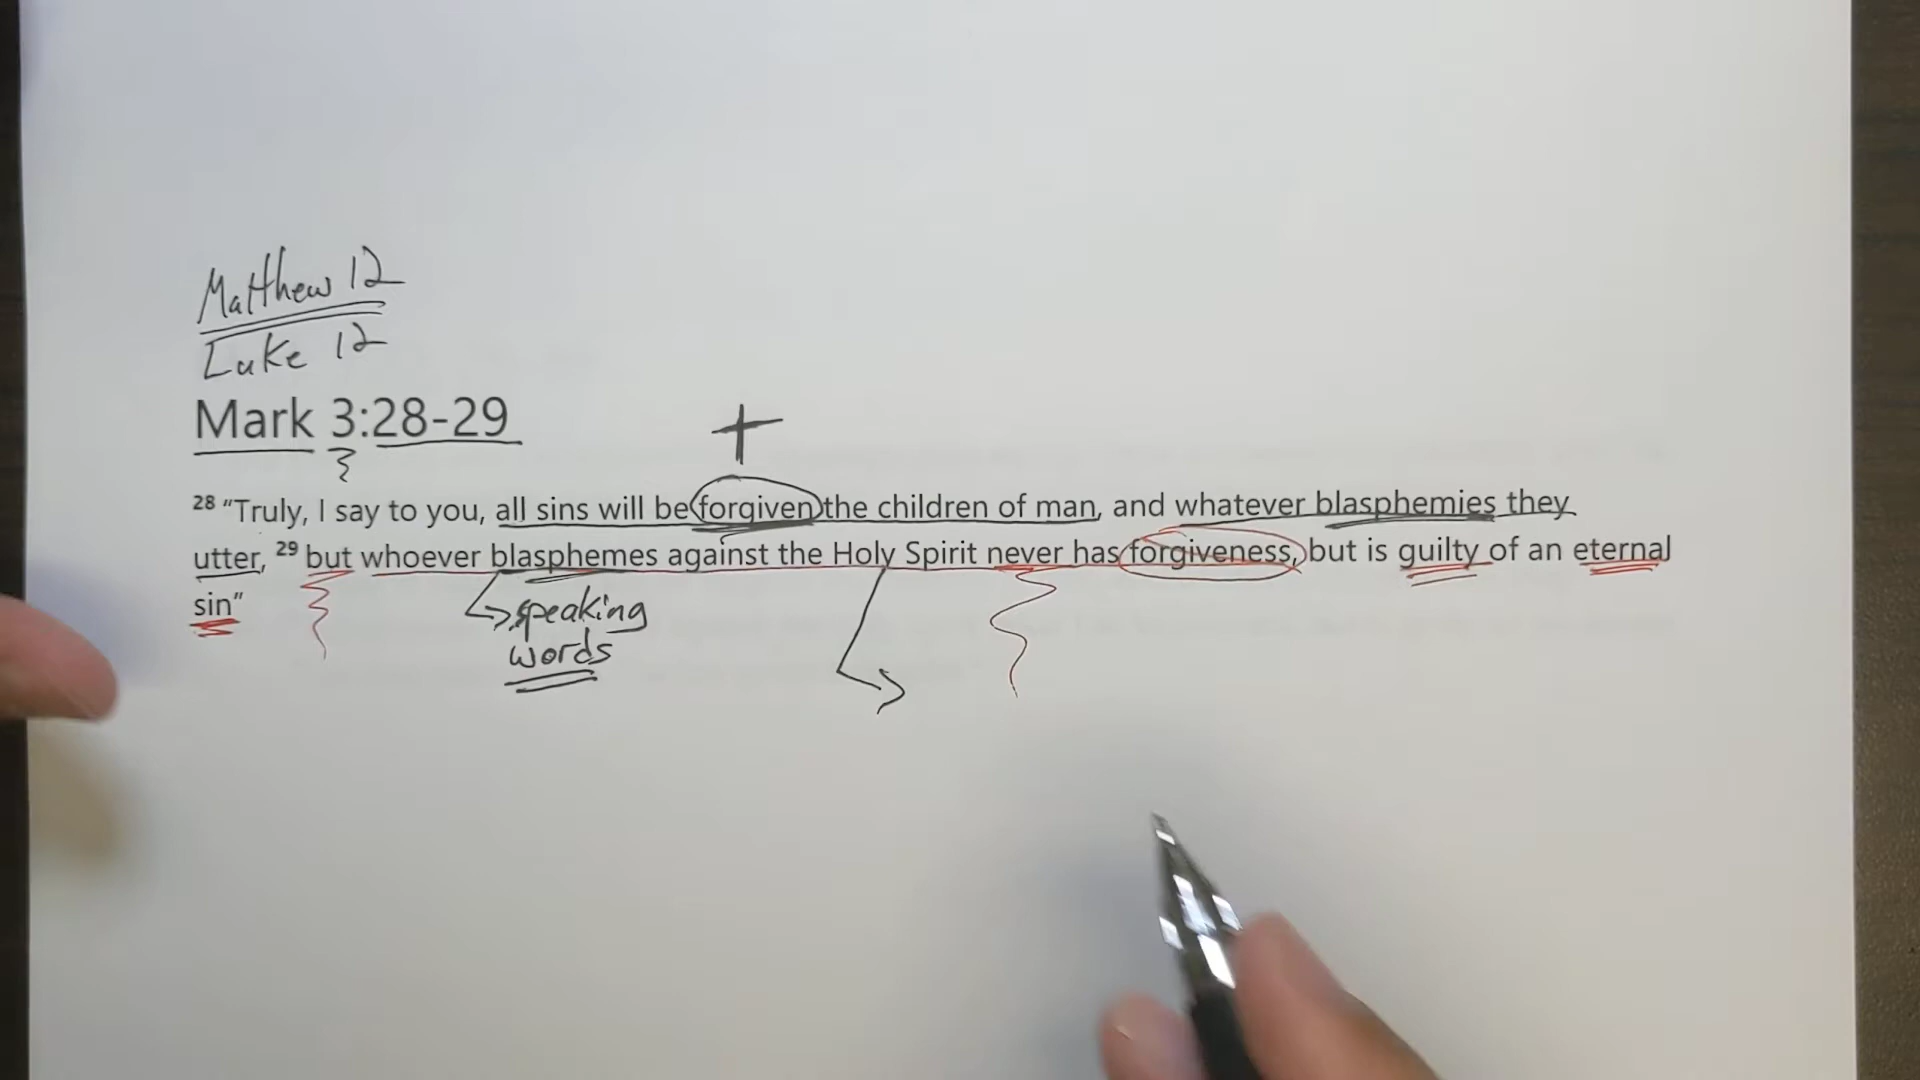 Matthew 12
Luke 12
Mark 3:28-29
28 “Truly, I say to you, all sins will be forgiven the children of man, and whatever blasphemies they
utter, 29 but whoever blasphemes against the Holy Spirit never has forgiveness, but is guilty of an eternal
sin”
speaking
words